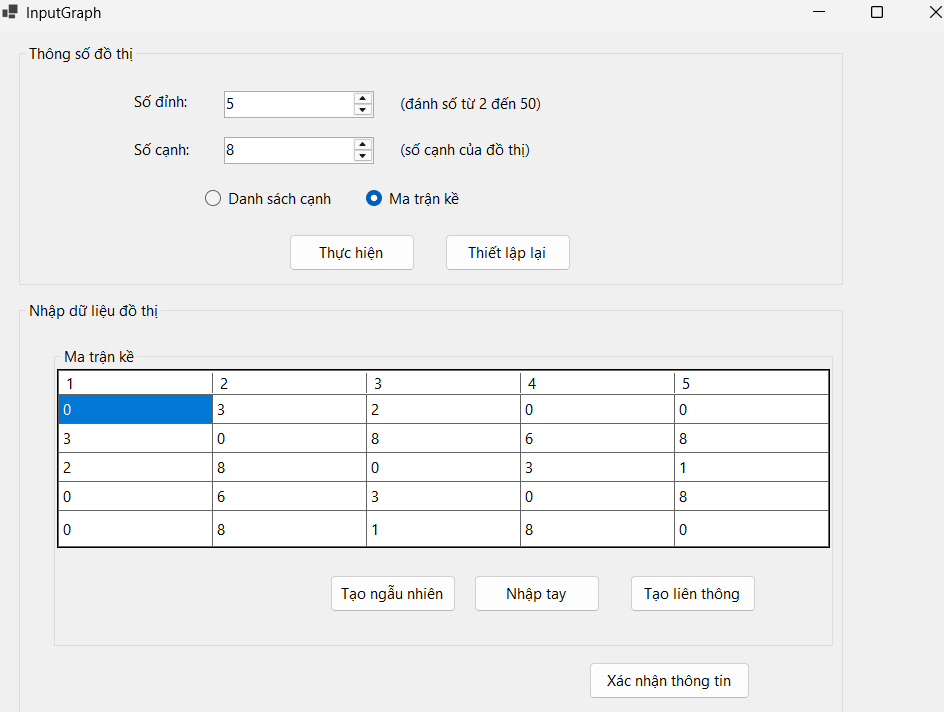 InputGraph
Thông số đồ thị
Số đỉnh: 5 (đánh số từ 2 đến 50)
Số cạnh: 8 (số cạnh của đồ thị)
Danh sách cạnh Ma trận kề
Thực hiện Thiết lập lại
Nhập dữ liệu đồ thị
Ma trận kề
1 2 3 4 5
0 3 2 0 0
3 0 8 6 8
2 8 0 3 1
0 6 3 0 8
0 8 1 8 0
Tạo ngẫu nhiên Nhập tay Tạo liên thông
Xác nhận thông tin